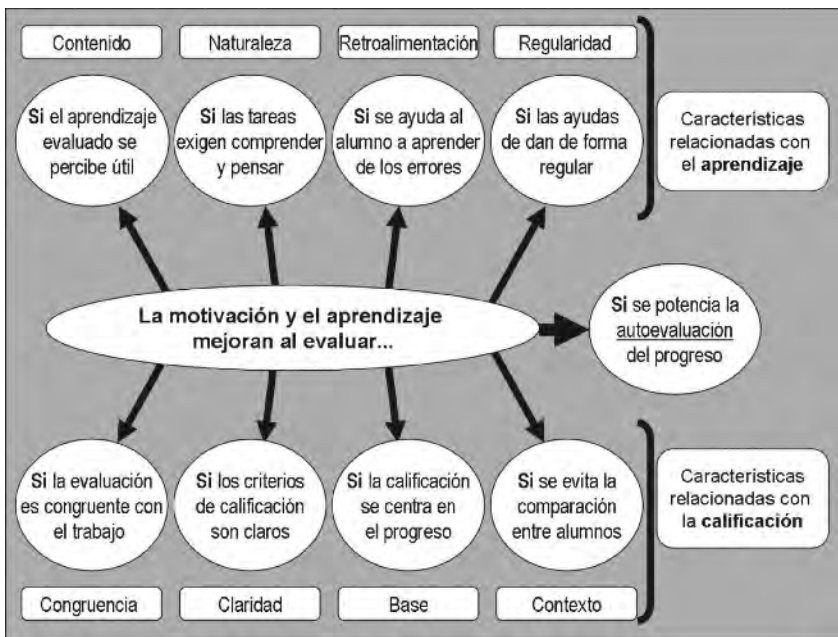 Contenido
Naturaleza
Retroalimentación
Regularidad
Si el aprendizaje
evaluado se
percibe útil
Si las tareas
exigen comprender
y pensar
Si se ayuda al
alumno a aprender
de los errores
Si las ayudas
de dan de forma
regular
Características
relacionadas con
el aprendizaje
La motivación y el aprendizaje
mejoran al evaluar...
Si se potencia la
autoevaluación
del progreso
Si la evaluación
es congruente con
el trabajo
Si los criterios
de calificación
son claros
Si la calificación
se centra en
el progreso
Si se evita la
comparación
entre alumnos
Características
relacionadas con
la calificación
Congruencia
Claridad
Base
Contexto